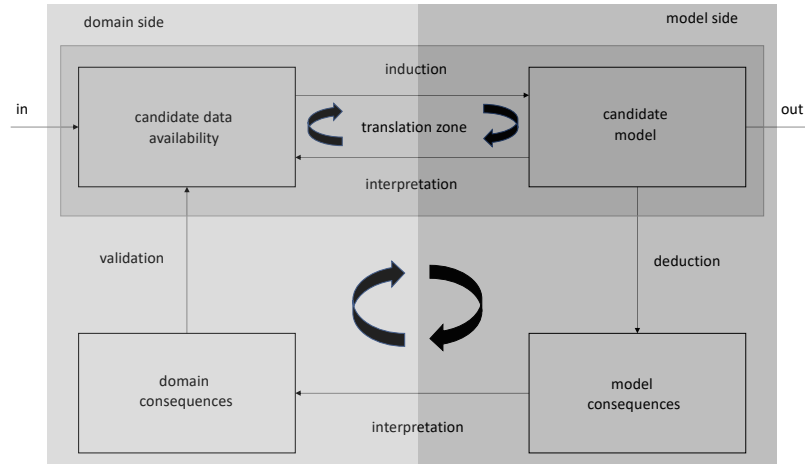 domain side
model side
induction
in
candidate data
availability
translation zone
candidate
model
out
interpretation
validation
deduction
domain
consequences
model
consequences
interpretation